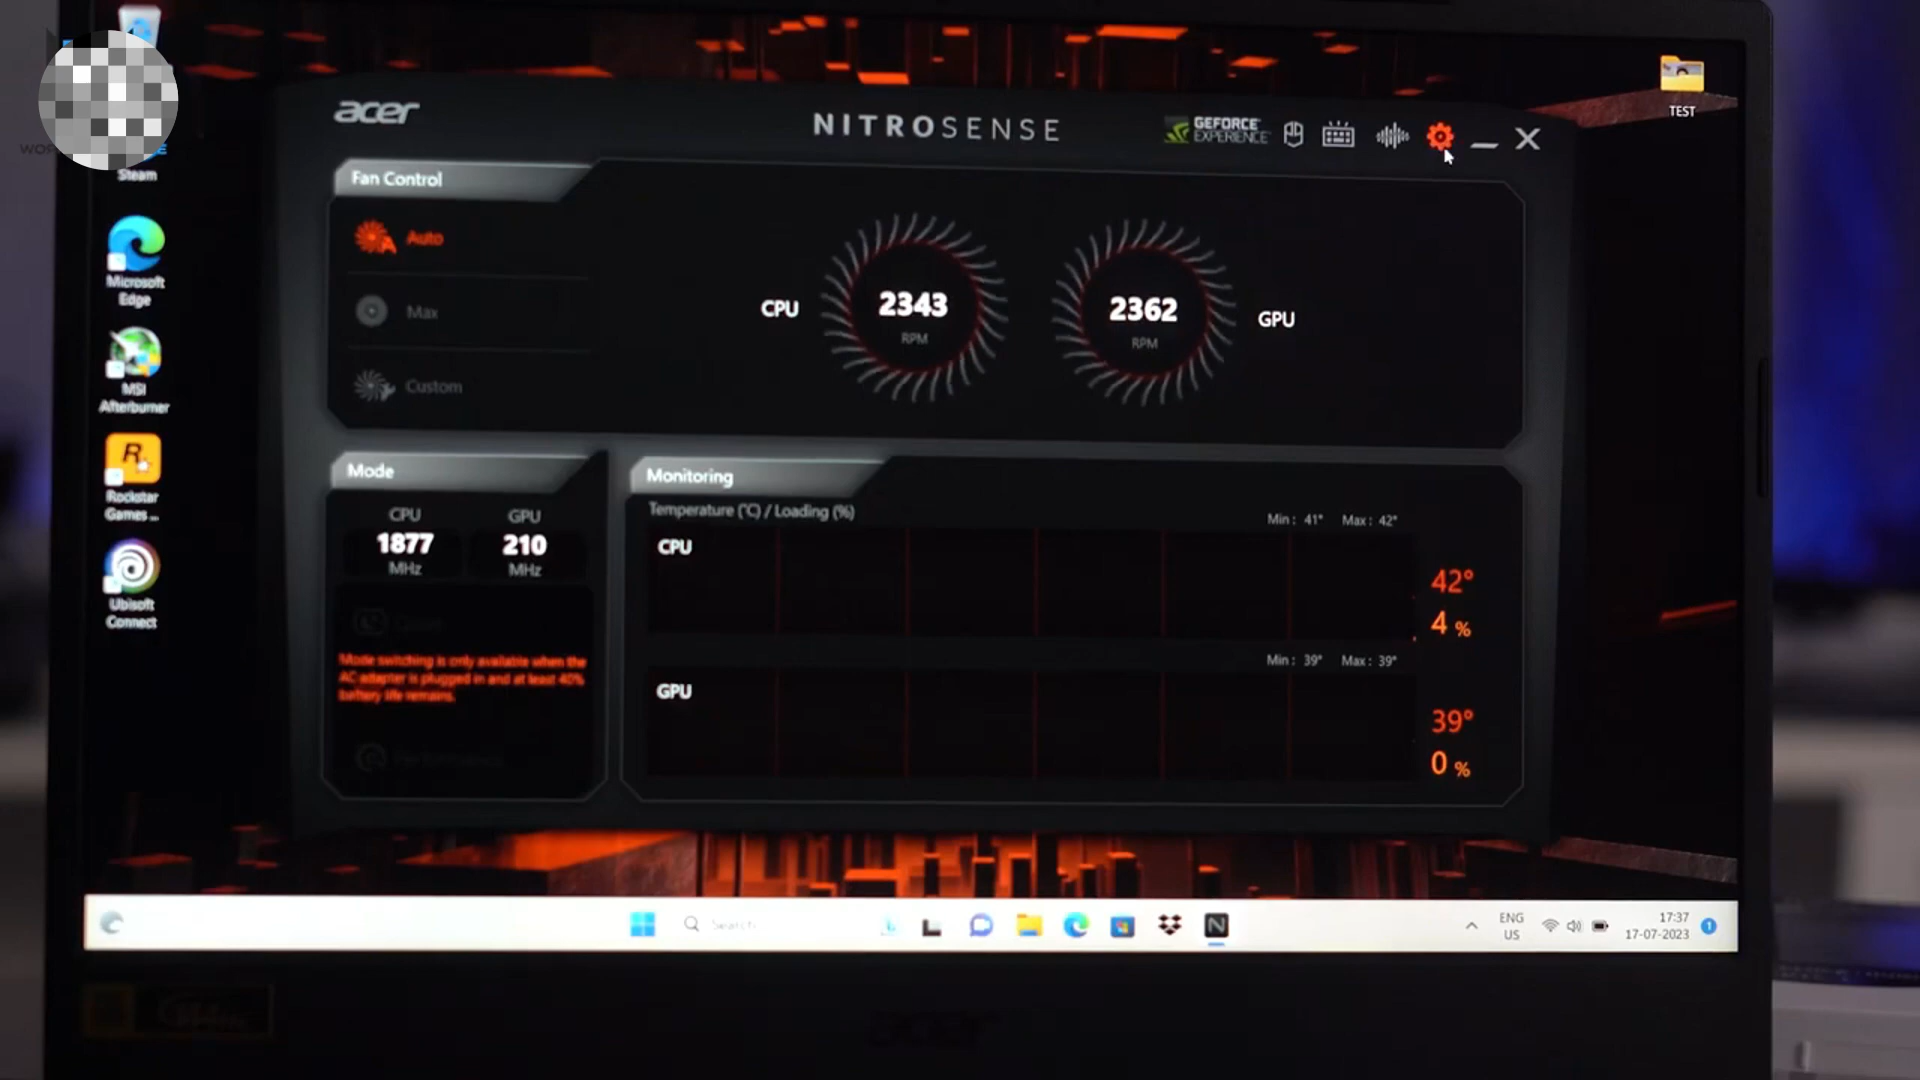 acer
NITROSENSE
GEFORCE
EXPERIENCE
TEST
Steam
Microsoft
Edge
MSI
Afterburner
Rockstar
Games ...
Ubisoft
Connect
Fan Control
Auto
Max
Custom
CPU
2343
RPM
2362
RPM
GPU
Mode
CPU
1877
MHz
GPU
210
MHz
Mode switching is only available when the
AC adapter is plugged in and at least 40%
battery life remains.
Monitoring
Temperature (°C) / Loading (%)
Min : 41° Max : 42°
CPU
42°
4 %
Min : 39° Max : 39°
GPU
39°
0 %
Search
ENG
US
17:37
17-07-2023
1
acer